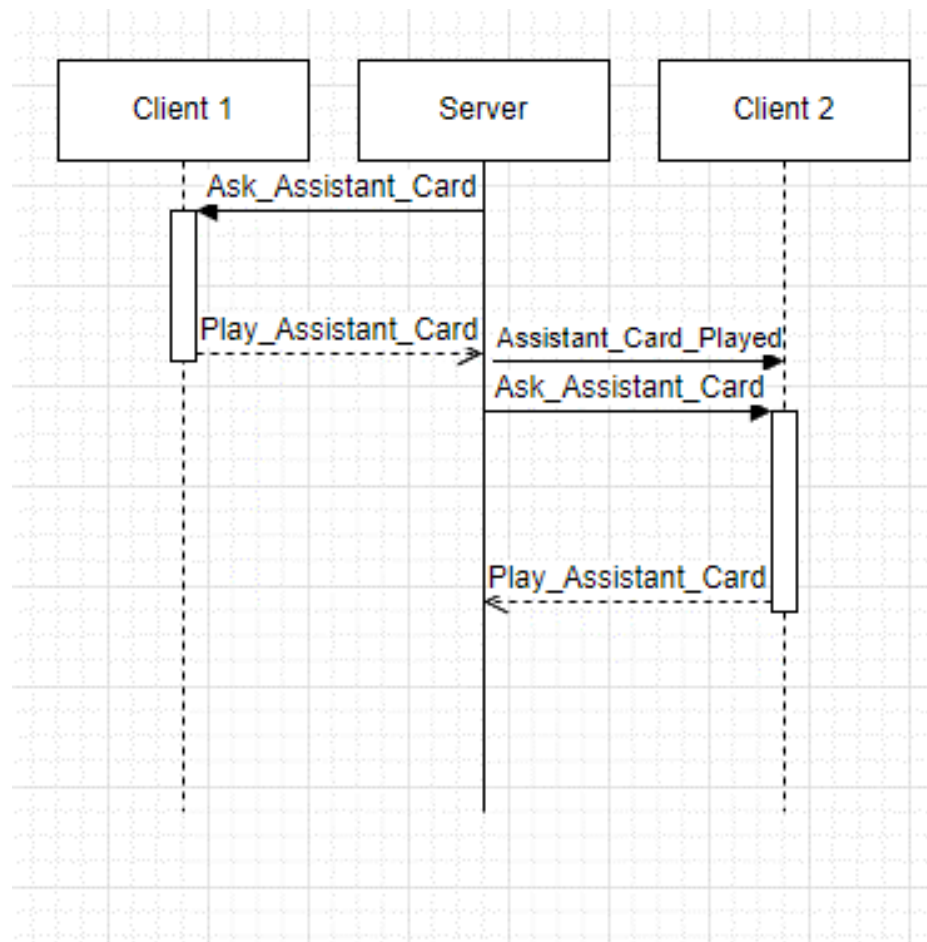 Client 1
Server
Client 2
Ask_Assistant_Card
Play_Assistant_Card
Assistant_Card_Played
Ask_Assistant_Card
Play_Assistant_Card